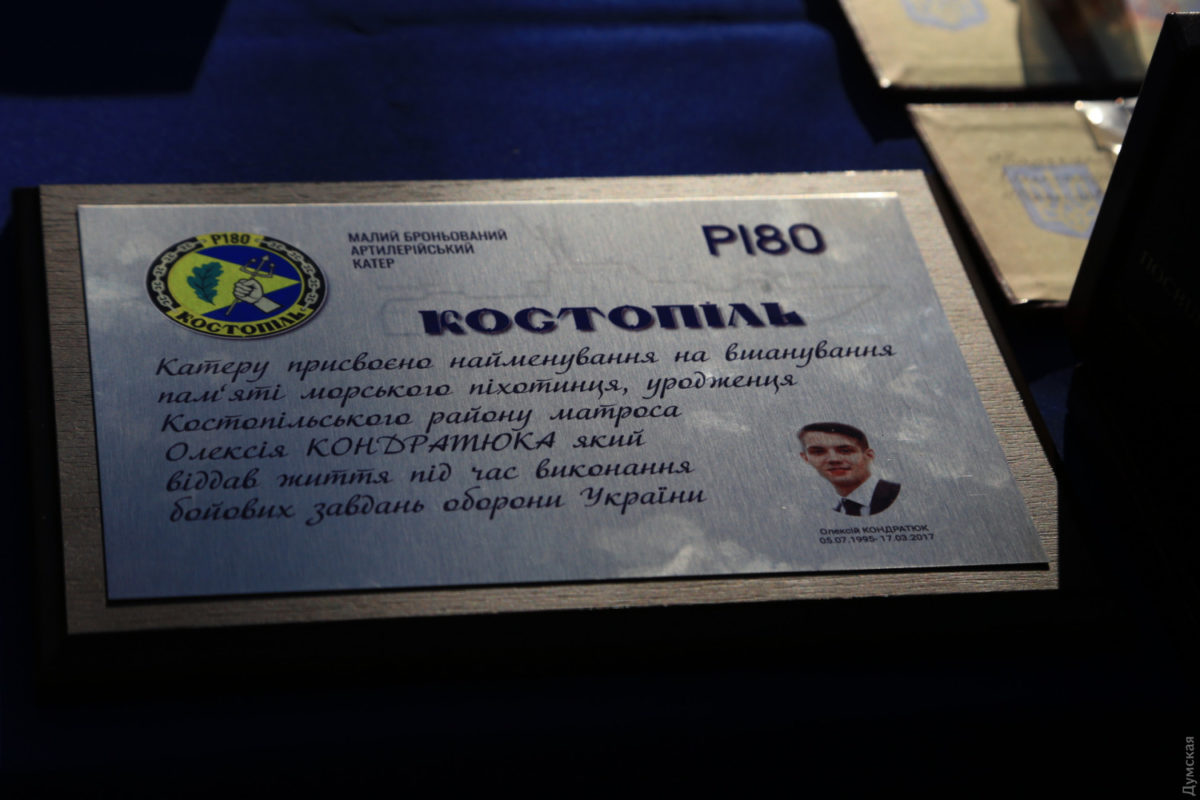 P180
КОСТОПІЛЬ
МАЛИЙ БРОНЬОВАНИЙ
АРТИЛЕРІЙСЬКИЙ
КАТЕР
P180
КОСТОПІЛЬ
Катеру присвоєно найменування на вшанування
пам'яті морського піхотинця, уродженця
Костопільського району матроса
Олексія КОНДРАТЮКА який
віддав життя під час виконання
бойових завдань оборони України
Олексій КОНДРАТЮК
05.07.1995- 17.03.2017
Думская